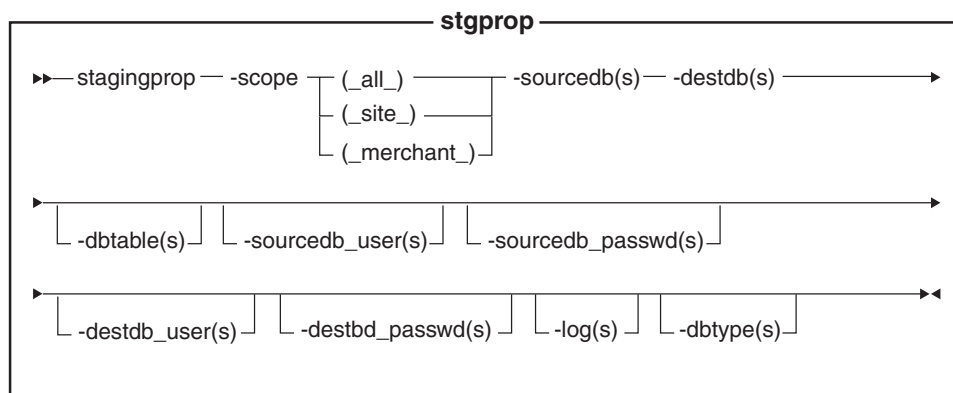 stgprop
stagingprop -scope (_all_) -sourcedb(s) -destdb(s)
(_site_)
(_merchant_)
-dbtable(s) -sourcedb_user(s) -sourcedb_passwd(s)
-destdb_user(s) -destbd_passwd(s) -log(s) -dbtype(s)